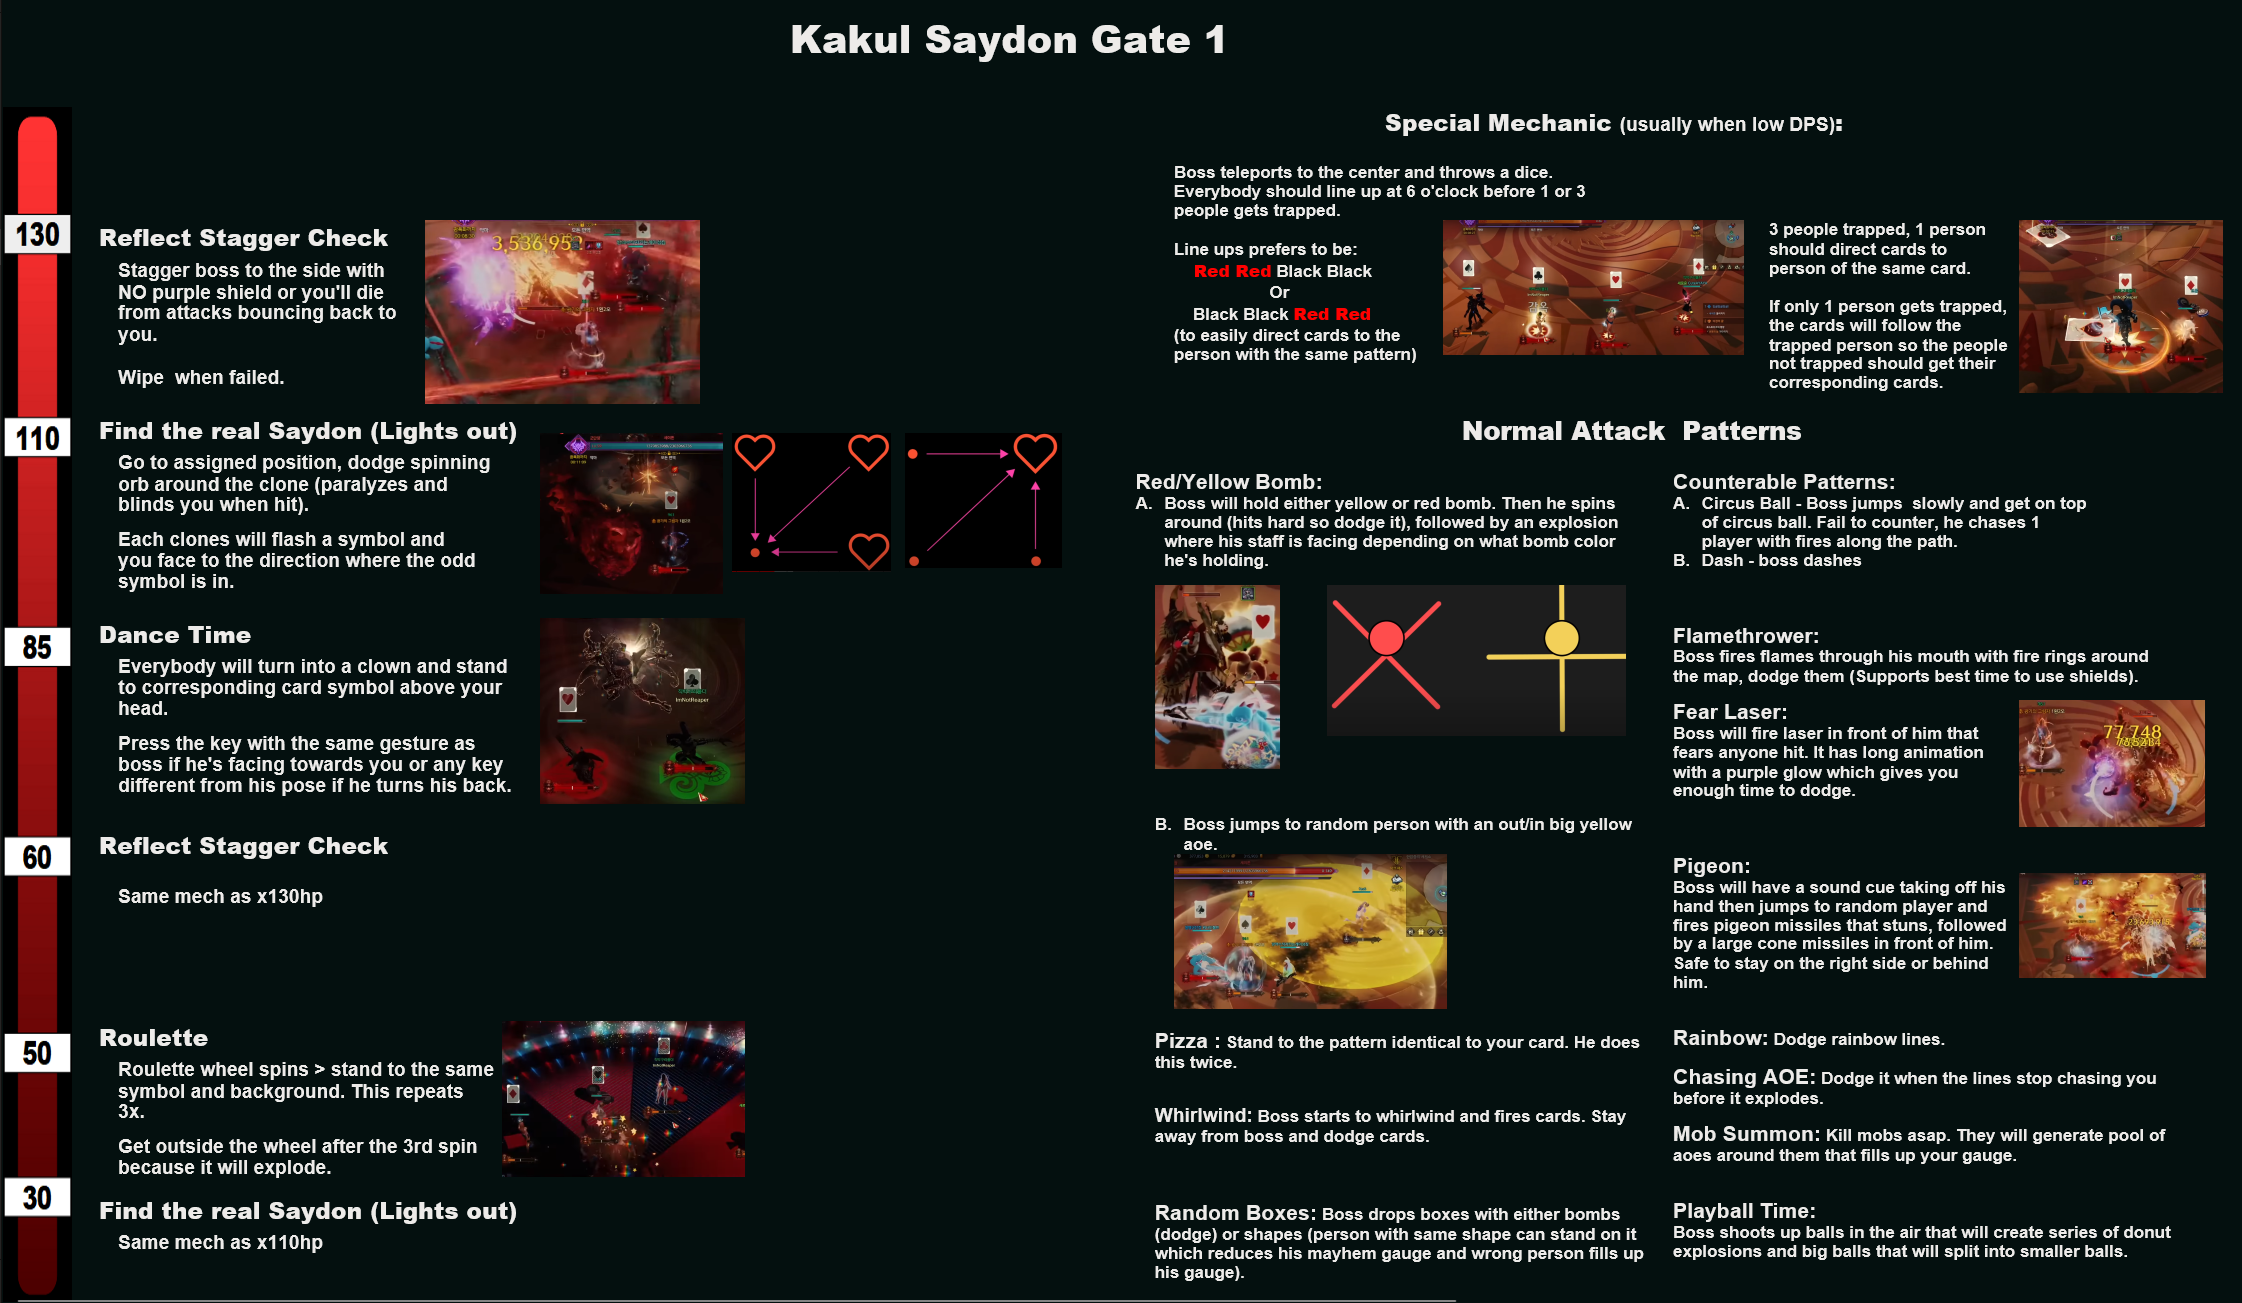 Kakul Saydon Gate 1
130
Reflect Stagger Check
Stagger boss to the side with
NO purple shield or you'll die
from attacks bouncing back to
you.
Wipe  when failed.
3,536,952
110
Find the real Saydon (Lights out)
Go to assigned position, dodge spinning
orb around the clone (paralyzes and
blinds you when hit).
Each clones will flash a symbol and
you face to the direction where the odd
symbol is in.
85
Dance Time
Everybody will turn into a clown and stand
to corresponding card symbol above your
head.
Press the key with the same gesture as
boss if he's facing towards you or any key
different from his pose if he turns his back.
ImNotReaper
60
Reflect Stagger Check
Same mech as x130hp
50
Roulette
Roulette wheel spins > stand to the same
symbol and background. This repeats
3x.
Get outside the wheel after the 3rd spin
because it will explode.
ImNotReaper
30
Find the real Saydon (Lights out)
Same mech as x110hp
Special Mechanic (usually when low DPS):
Boss teleports to the center and throws a dice.
Everybody should line up at 6 o'clock before 1 or 3
people gets trapped.
Line ups prefers to be:
Red Red Black Black
Or
Black Black Red Red
(to easily direct cards to the
person with the same pattern)
ImNotReaper
3 people trapped, 1 person
should direct cards to
person of the same card.
If only 1 person gets trapped,
the cards will follow the
trapped person so the people
not trapped should get their
corresponding cards.
ImNotReaper
Normal Attack  Patterns
Red/Yellow Bomb:
A. Boss will hold either yellow or red bomb. Then he spins
around (hits hard so dodge it), followed by an explosion
where his staff is facing depending on what bomb color
he's holding.
B. Boss jumps to random person with an out/in big yellow
aoe.
Pizza : Stand to the pattern identical to your card. He does
this twice.
Whirlwind: Boss starts to whirlwind and fires cards. Stay
away from boss and dodge cards.
Random Boxes: Boss drops boxes with either bombs
(dodge) or shapes (person with same shape can stand on it
which reduces his mayhem gauge and wrong person fills up
his gauge).
Counterable Patterns:
A. Circus Ball - Boss jumps  slowly and get on top
of circus ball. Fail to counter, he chases 1
player with fires along the path.
B. Dash - boss dashes
Flamethrower:
Boss fires flames through his mouth with fire rings around
the map, dodge them (Supports best time to use shields).
Fear Laser:
Boss will fire laser in front of him that
fears anyone hit. It has long animation
with a purple glow which gives you
enough time to dodge.
77,748
Pigeon:
Boss will have a sound cue taking off his
hand then jumps to random player and
fires pigeon missiles that stuns, followed
by a large cone missiles in front of him.
Safe to stay on the right side or behind
him.
Rainbow: Dodge rainbow lines.
Chasing AOE: Dodge it when the lines stop chasing you
before it explodes.
Mob Summon: Kill mobs asap. They will generate pool of
aoes around them that fills up your gauge.
Playball Time:
Boss shoots up balls in the air that will create series of donut
explosions and big balls that will split into smaller balls.